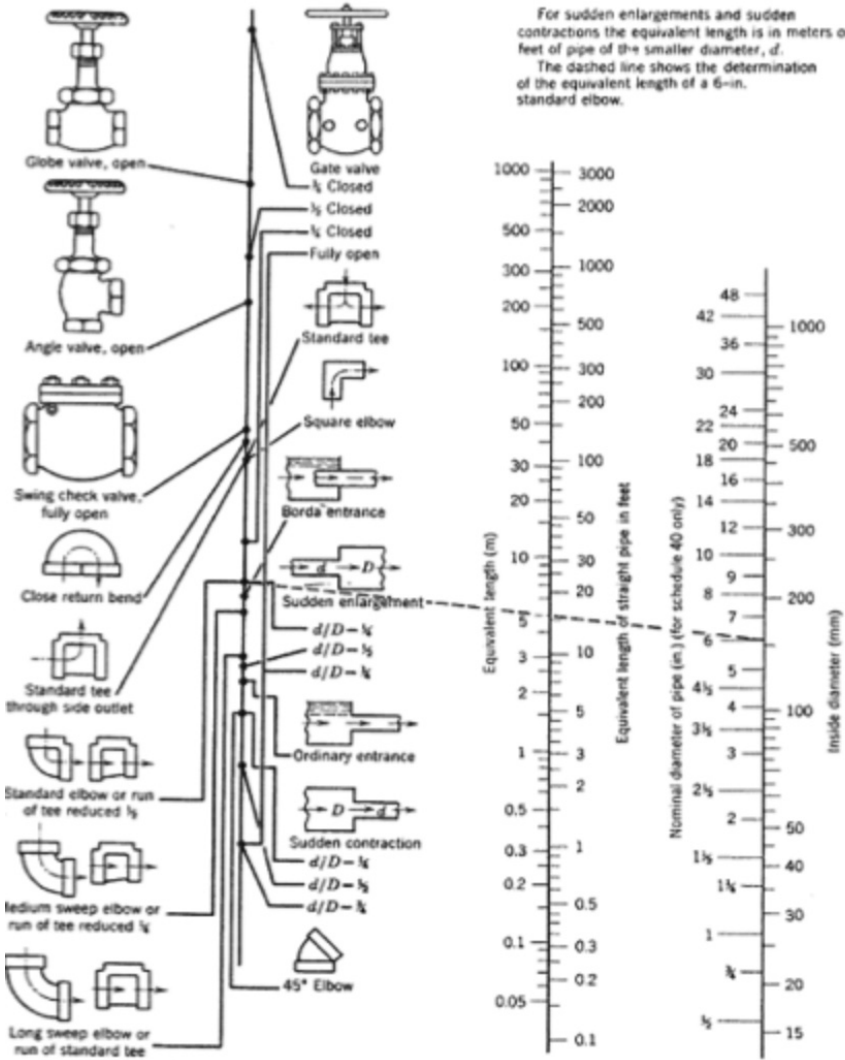 For sudden enlargements and sudden
contractions the equivalent length is in meters o
feet of pipe of the smaller diameter, d.
The dashed line shows the determination
of the equivalent length of a 6-in.
standard elbow.
Globe valve, open
Angle valve, open
Swing check valve,
fully open
Close return bend
Standard tee
through side outlet
Standard elbow or run
of tee reduced ½
edium sweep elbow or
run of tee reduced ¼
Long sweep elbow or
run of standard tee
Gate valve
¾ Closed
½ Closed
¼ Closed
Fully open
Standard tee
Square elbow
Borda entrance
d
D
Sudden enlargement
d/D–¼
d/D–½
d/D–¾
Ordinary entrance
D
d
Sudden contraction
d/D–¼
d/D–½
d/D–¾
45° Elbow
Equivalent length (m)
1000
500
300
200
100
50
30
20
10
5
3
2
1
0.5
0.3
0.2
0.1
0.05
Equivalent length of straight pipe in feet
3000
2000
1000
500
300
200
100
50
30
20
10
5
3
2
1
0.5
0.3
0.2
0.1
Nominal diameter of pipe (in.) (for schedule 40 only)
48
42
36
30
24
22
20
18
16
14
12
10
9
8
7
6
5
4½
4
3½
3
2½
2
1½
1¼
1
¾
½
Inside diameter (mm)
1000
500
300
200
100
50
40
30
20
15